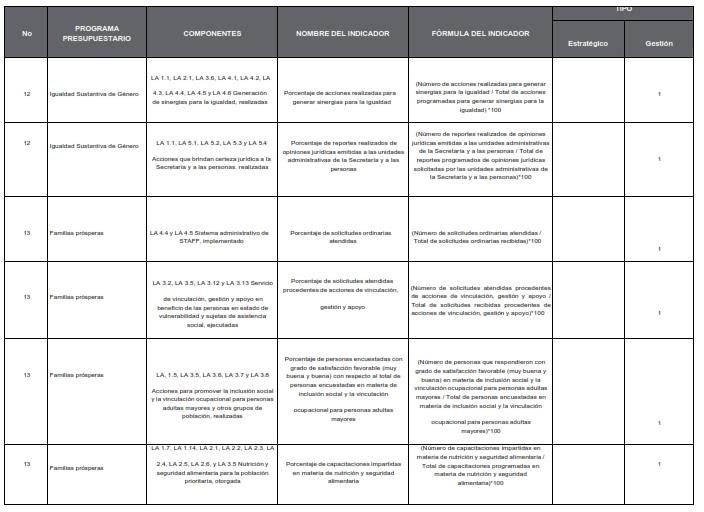 TIPO
No
PROGRAMA
PRESUPUESTARIO
COMPONENTES
NOMBRE DEL INDICADOR
FÓRMULA DEL INDICADOR
Estratégico
Gestión
12
Igualdad Sustantiva de Género
LA 1.1, LA 2.1, LA 3.6, LA 4.1, LA 4.2, LA
4.3, LA 4.4, LA 4.5 y LA 4.6 Generación
de sinergias para la igualdad, realizadas
Porcentaje de acciones realizadas para
generar sinergias para la igualdad
(Número de acciones realizadas para generar
sinergias para la igualdad / Total de acciones
programadas para generar sinergias para la
igualdad) *100
1
12
Igualdad Sustantiva de Género
LA 1.1, LA 5.1, LA 5.2, LA 5.3 y LA 5.4
Acciones que brindan certeza jurídica a la
Secretaría y a las personas. realizadas
Porcentaje de reportes realizados de
opiniones jurídicas emitidas a las unidades
administrativas de la Secretaría y a las
personas
(Número de reportes realizados de opiniones
jurídicas emitidas a las unidades administrativas
de la Secretaría y a las personas / Total de
reportes programados de opiniones jurídicas
solicitadas por las unidades administrativas de
la Secretaría y a las personas)*100
1
13
Familias prósperas
LA 4.4 y LA 4.5 Sistema administrativo de
STAFF, implementado
Porcentaje de solicitudes ordinarias
atendidas
(Número de solicitudes ordinarias atendidas /
Total de solicitudes ordinarias recibidas)*100
1
13
Familias prósperas
LA 3.2, LA 3.5, LA 3.12 y LA 3.13 Servicio
de vinculación, gestión y apoyo en
beneficio de las personas en estado de
vulnerabilidad y sujetas de asistencia
social, ejecutadas
Porcentaje de solicitudes atendidas
procedentes de acciones de vinculación,
gestión y apoyo
(Número de solicitudes atendidas procedentes
de acciones de vinculación, gestión y apoyo /
Total de solicitudes recibidas procedentes de
acciones de vinculación, gestión y apoyo)*100
1
13
Familias prósperas
LA, 1.5, LA 3.5, LA 3.6, LA 3.7 y LA 3.8
Acciones para promover la inclusión social
y la vinculación ocupacional para personas
adultas mayores y otros grupos de
población, realizadas
Porcentaje de personas encuestadas con
grado de satisfacción favorable (muy
buena y buena) con respecto al total de
personas encuestadas en materia de
inclusión social y la vinculación
ocupacional para personas adultas
mayores
(Número de personas que respondieron con
grado de satisfacción favorable (muy buena y
buena) en materia de inclusión social y la
vinculación ocupacional para personas adultas
mayores / Total de personas encuestadas en
materia de inclusión social y la vinculación
ocupacional para personas adultas
mayores)*100
1
13
Familias prósperas
LA 1.7, LA 1.14, LA 2.1, LA 2.2, LA 2.3, LA
2.4, LA 2.5, LA 2.6, y LA 3.5 Nutrición y
seguridad alimentaria para la población
prioritaria, otorgada
Porcentaje de capacitaciones impartidas
en materia de nutrición y seguridad
alimentaria
(Número de capacitaciones impartidas en
materia de nutrición y seguridad alimentaria /
Total de capacitaciones programadas en
materia de nutrición y seguridad
alimentaria)*100
1